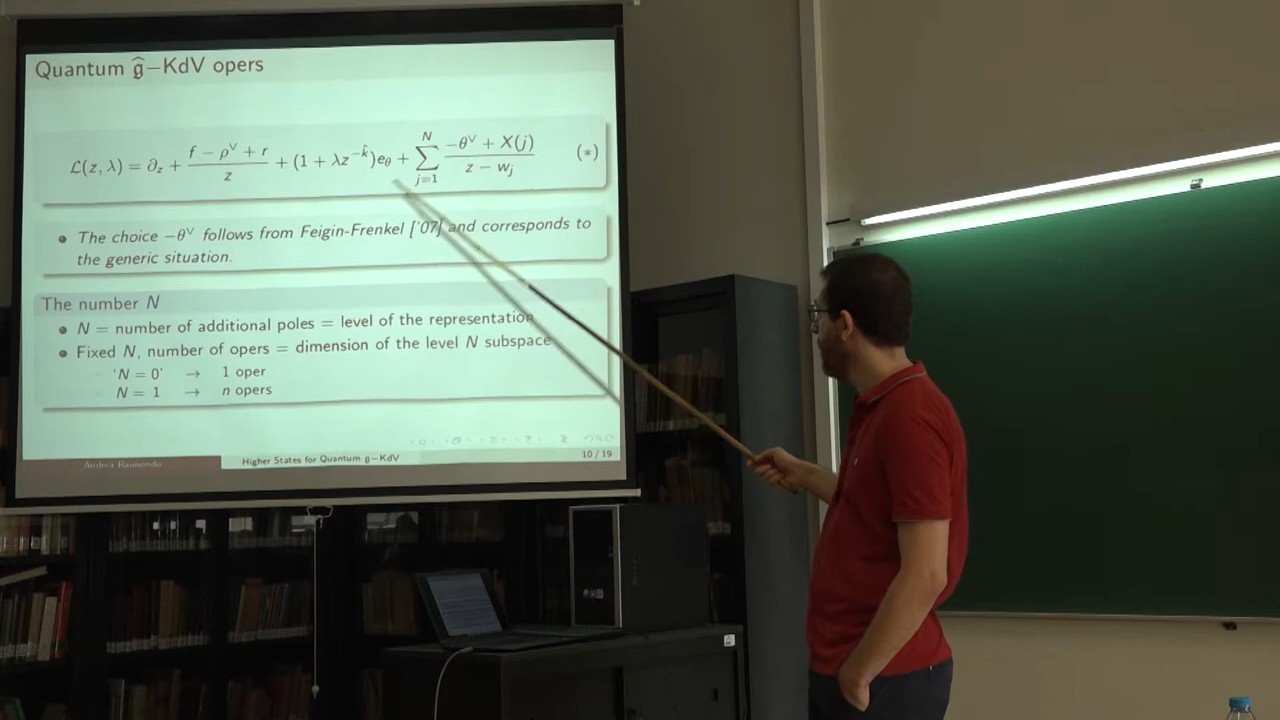 Quantum ĝ−KdV opers
ℒ(z, λ) = ∂_z + (f − ρ^∨ + r)/z + (1 + λz^{−k̂})e_θ + ∑_{j=1}^{N} (−θ^∨ + X(j))/(z − w_j) (*)
• The choice −θ^∨ follows from Feigin-Frenkel ['07] and corresponds to
the generic situation.
The number N
• N = number of additional poles = level of the representation
• Fixed N, number of opers = dimension of the level N subspace
'N = 0' → 1 oper
N = 1 → n opers
Andrea Raimondo Higher States for Quantum g−KdV 10 / 19